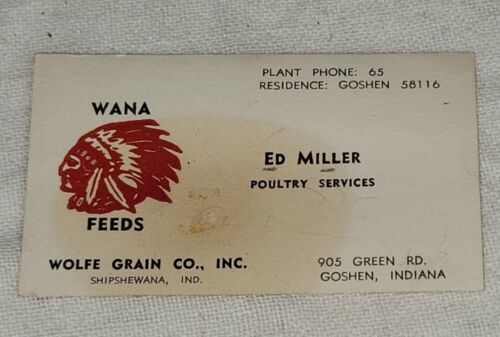 PLANT PHONE: 65
RESIDENCE: GOSHEN 58116
WANA
FEEDS
ED MILLER
POULTRY SERVICES
WOLFE GRAIN CO., INC.
SHIPSHEWANA, IND.
905 GREEN RD.
GOSHEN, INDIANA